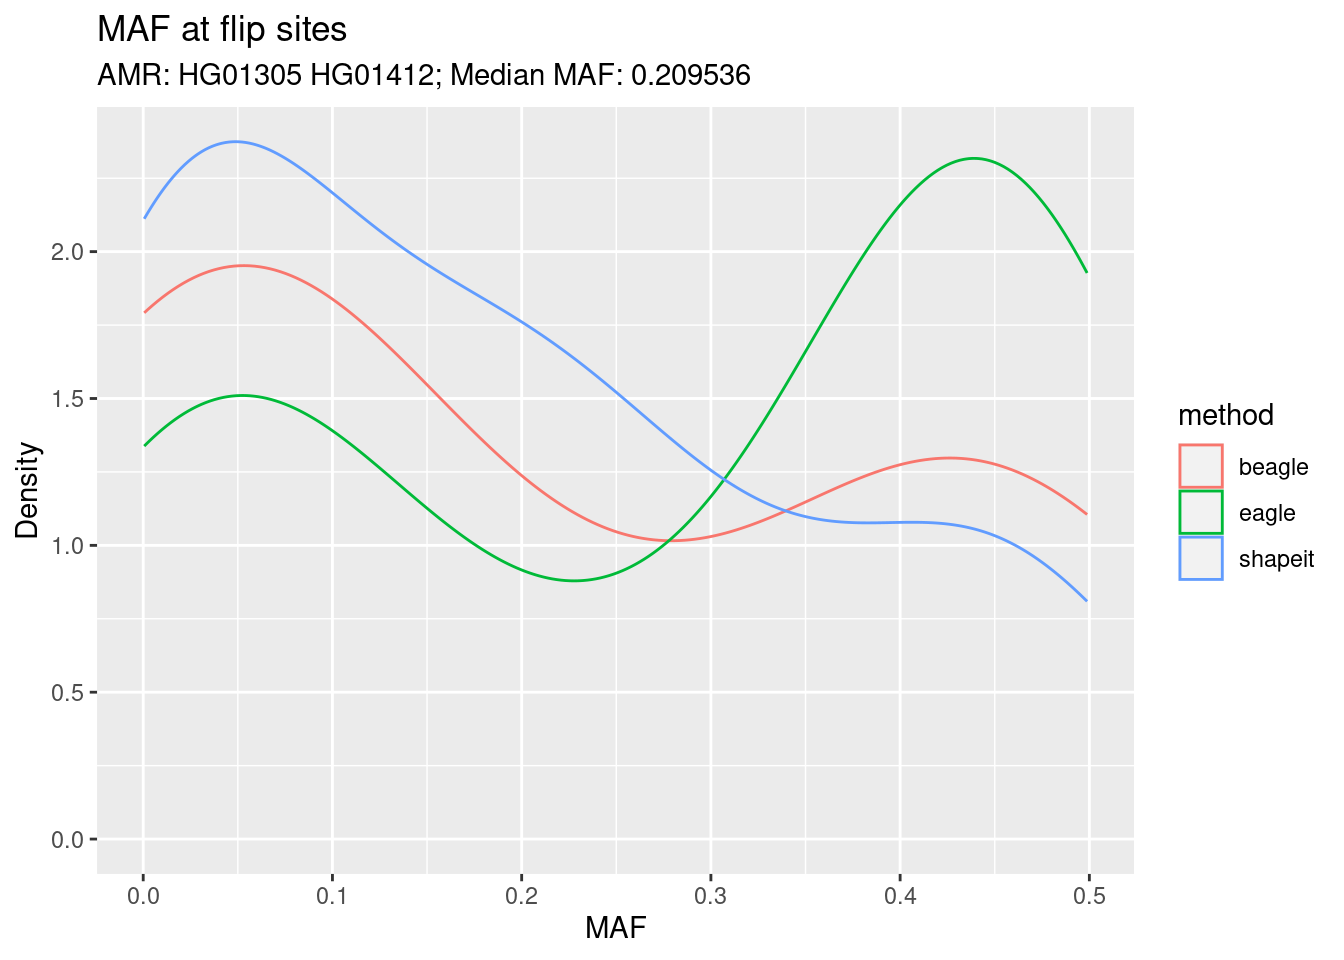 MAF at flip sites
AMR: HG01305 HG01412; Median MAF: 0.209536
Density
2.0
1.5
1.0
0.5
0.0
0.0 0.1 0.2 0.3 0.4 0.5
MAF
method
beagle
eagle
shapeit